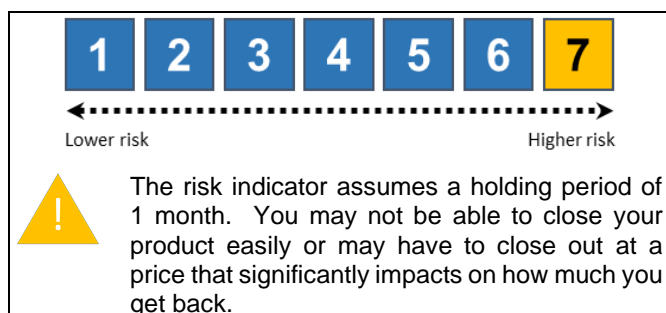 1 2 3 4 5 6 7
Lower risk Higher risk
!
The risk indicator assumes a holding period of
1 month. You may not be able to close your
product easily or may have to close out at a
price that significantly impacts on how much you
get back.